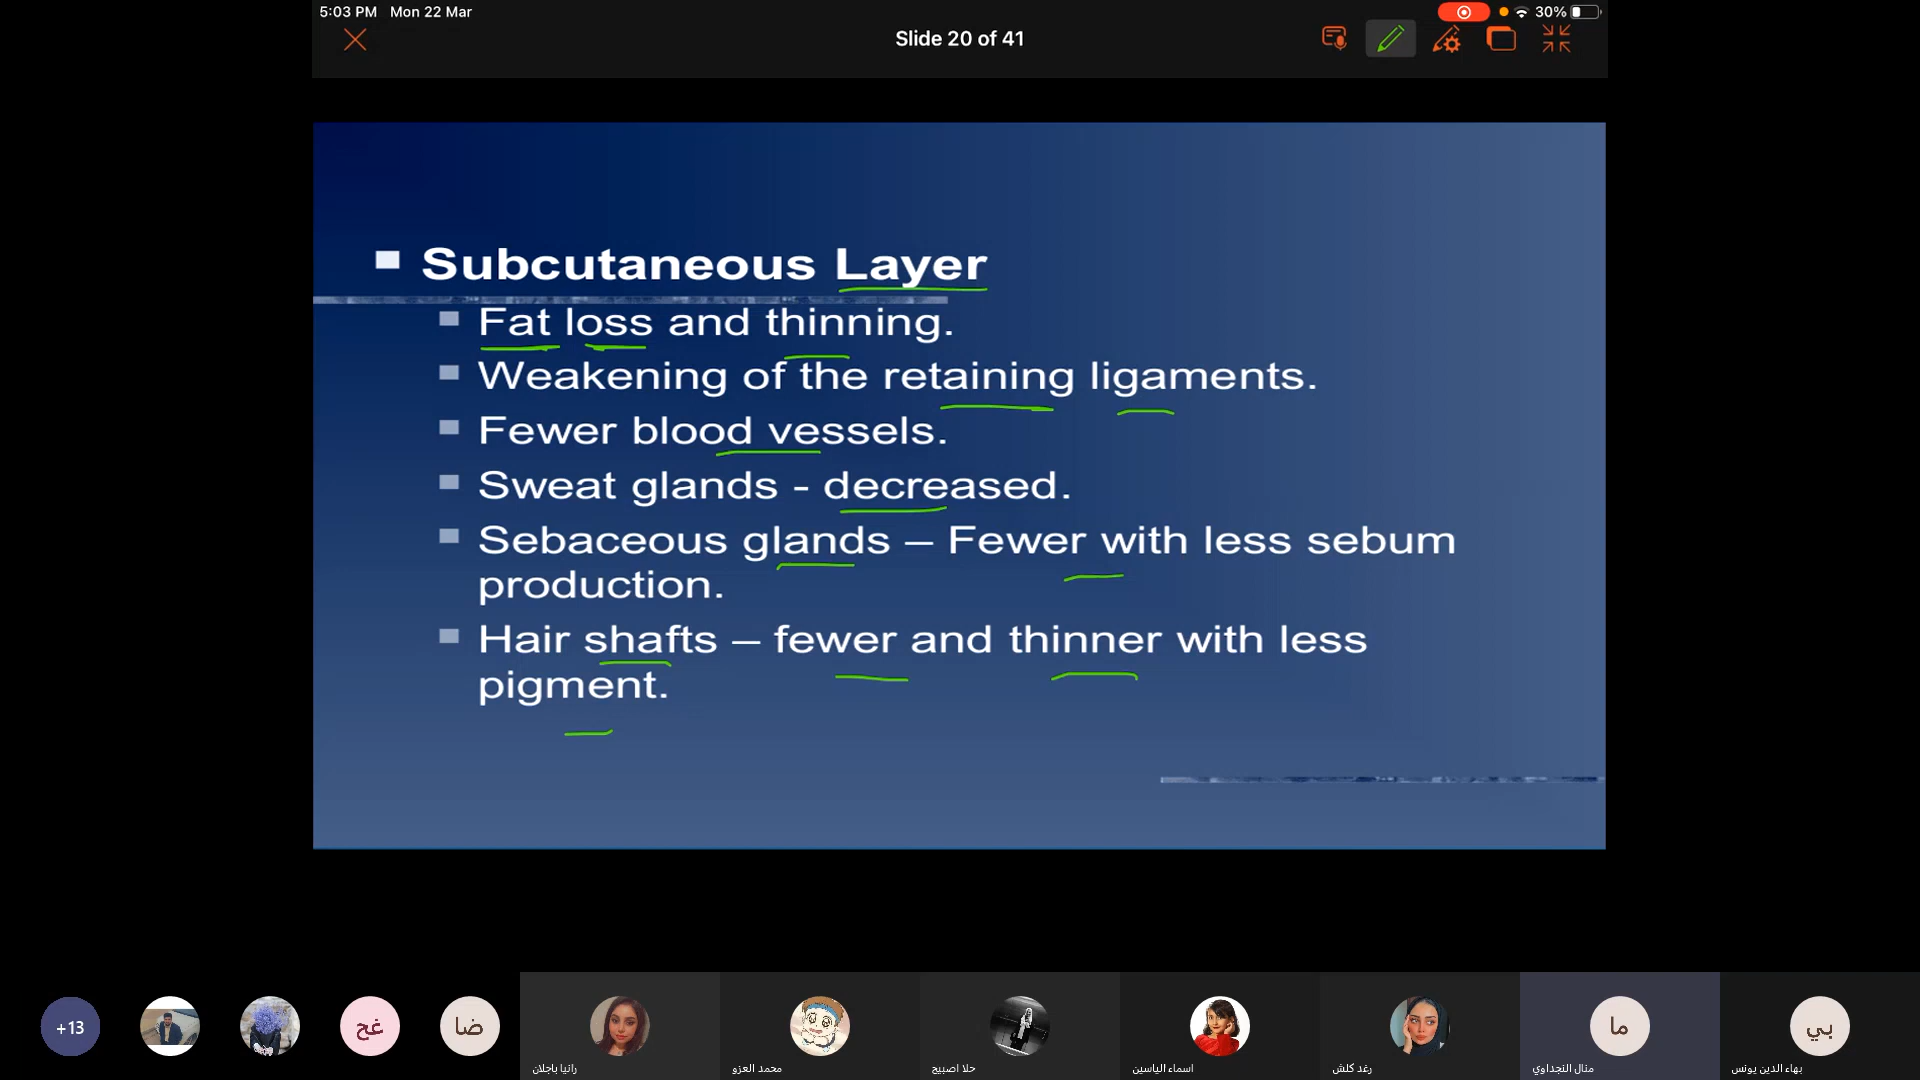 5:03 PM Mon 22 Mar
30%
Slide 20 of 41
Subcutaneous Layer
Fat loss and thinning.
Weakening of the retaining ligaments.
Fewer blood vessels.
Sweat glands - decreased.
Sebaceous glands – Fewer with less sebum
production.
Hair shafts – fewer and thinner with less
pigment.
+13
غح
ضا
ما
بي
رانيا باجلان
محمد العزو
حلا اصبيح
اسماء الياسين
رغد كلش
منال النجداوي
بهاء الدين يونس